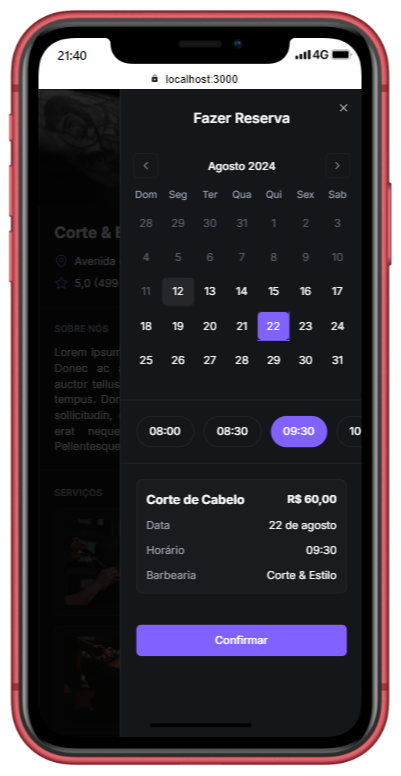 21:40
4G
localhost:3000
Fazer Reserva
Agosto 2024
Dom Seg Ter Qua Qui Sex Sab
28 29 30 31 1 2 3
4 5 6 7 8 9 10
11 12 13 14 15 16 17
18 19 20 21 22 23 24
25 26 27 28 29 30 31
08:00 08:30 09:30 10
Corte de Cabelo R$ 60,00
Data 22 de agosto
Horário 09:30
Barbearia Corte & Estilo
Confirmar
Corte & E
Avenida
5,0 (499
SOBRE NÓS
Lorem ipsum
Donec ac a
auctor tellus
tempus. Don
sollicitudin,
erat neque
Pellentesque
SERVIÇOS